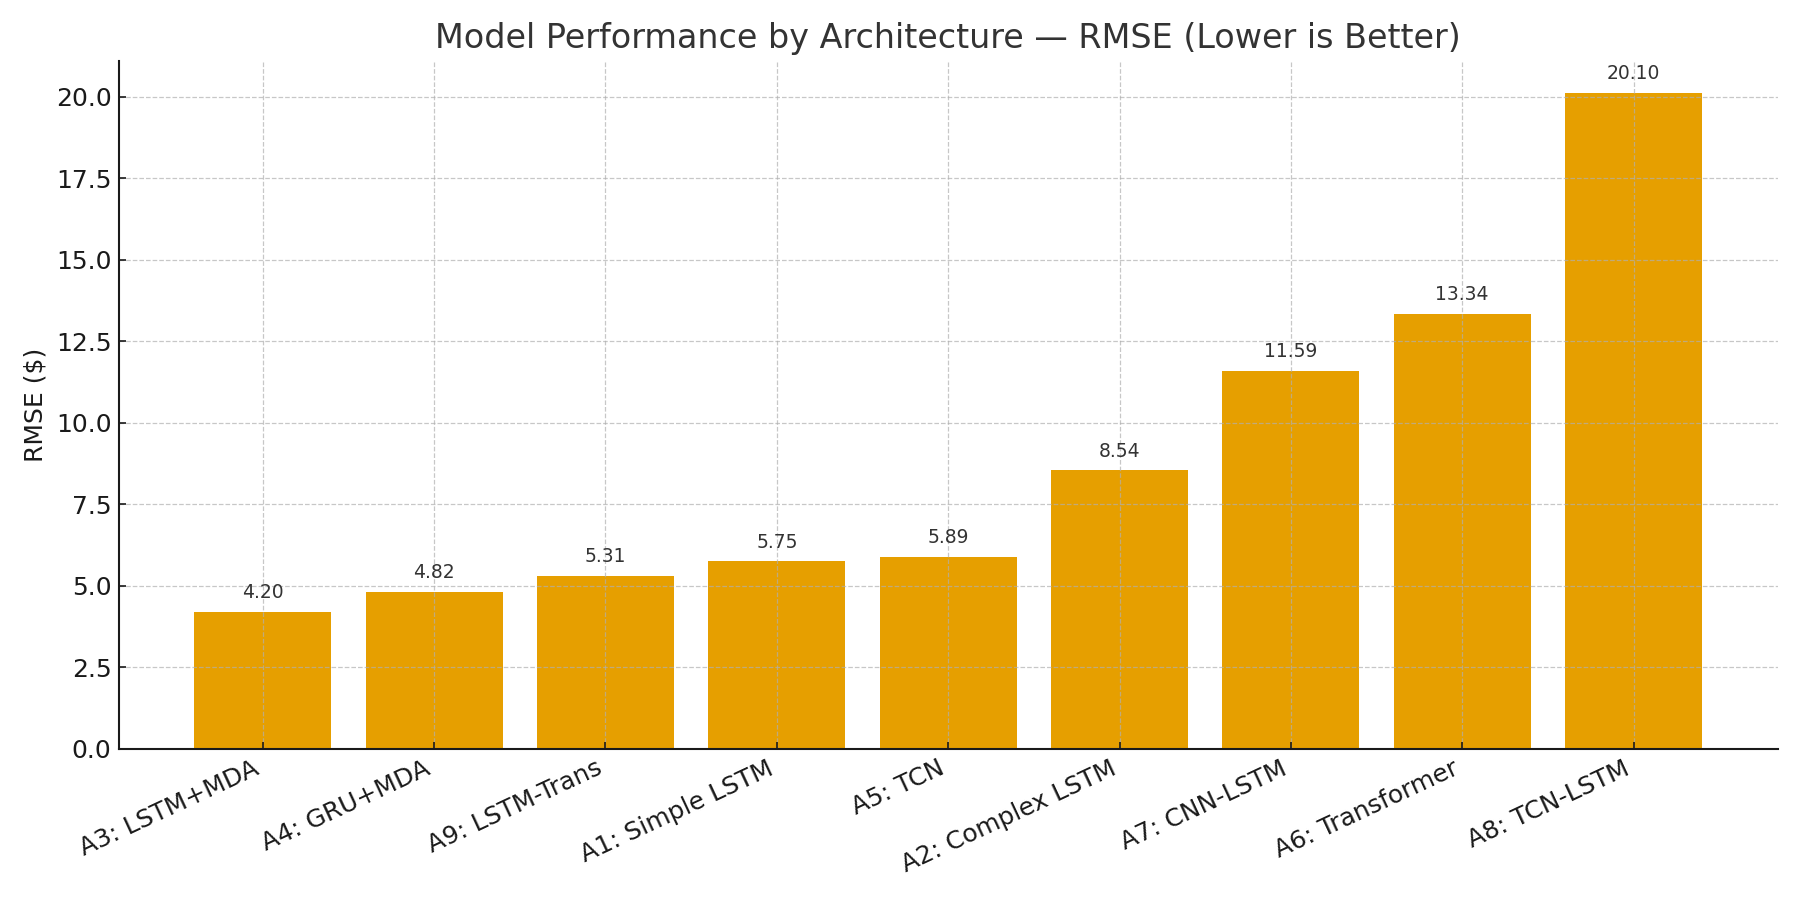 Model Performance by Architecture — RMSE (Lower is Better)
RMSE ($)
20.0
17.5
15.0
12.5
10.0
7.5
5.0
2.5
0.0
4.20
4.82
5.31
5.75
5.89
8.54
11.59
13.34
20.10
A3: LSTM+MDA
A4: GRU+MDA
A9: LSTM-Trans
A1: Simple LSTM
A5: TCN
A2: Complex LSTM
A7: CNN-LSTM
A6: Transformer
A8: TCN-LSTM